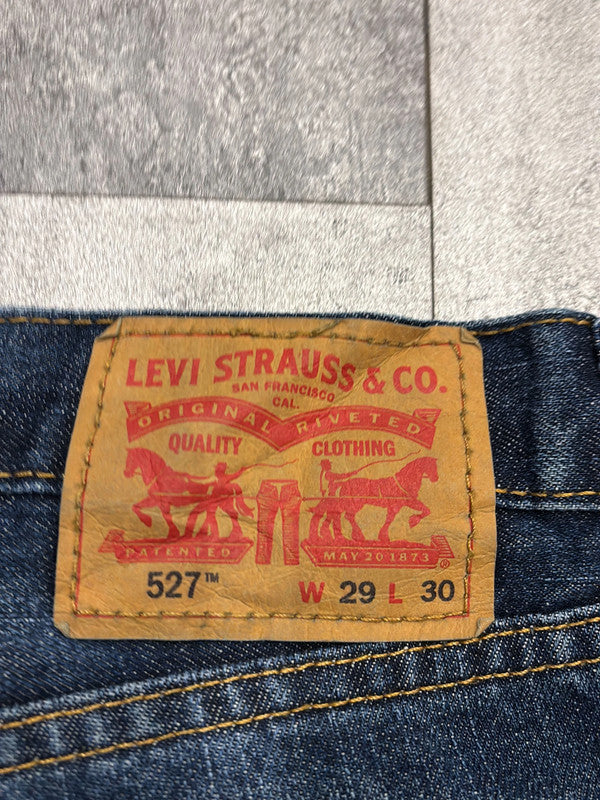 LEVI STRAUSS & CO.
SAN FRANCISCO
CAL.
ORIGINAL RIVETED
QUALITY CLOTHING
PATENTED MAY 20 1873 ®
527™ W 29 L 30